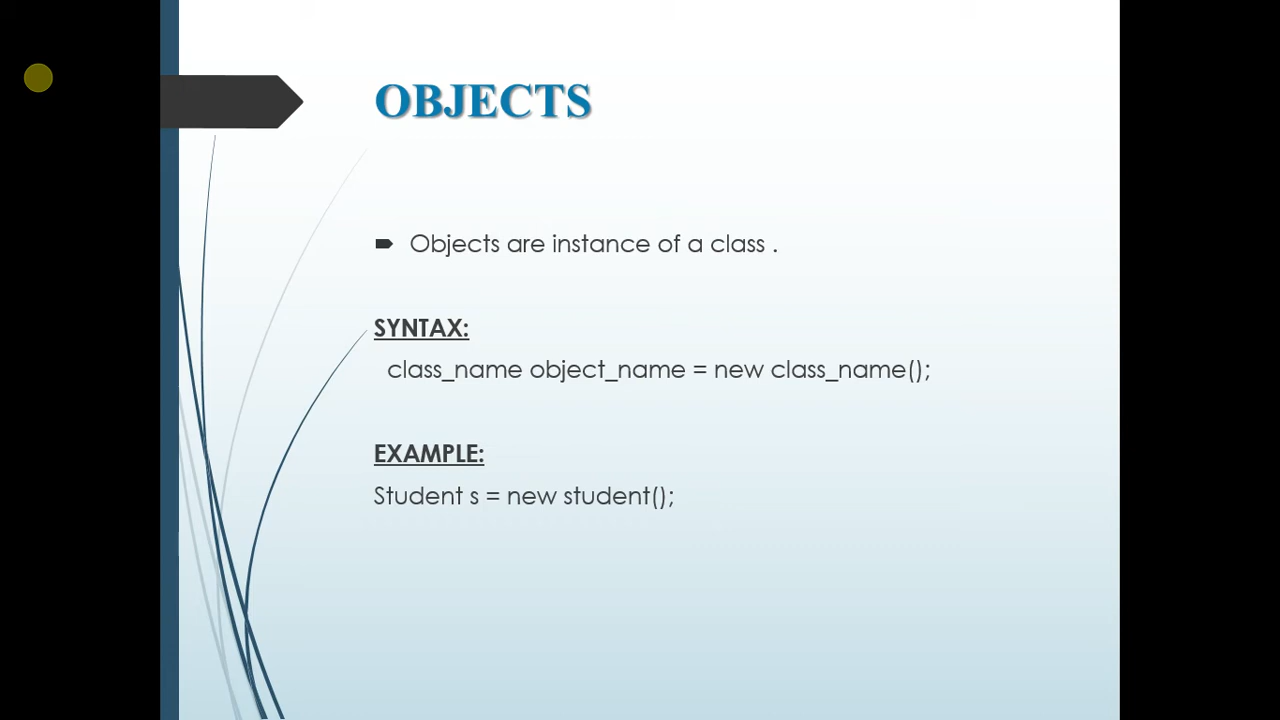 OBJECTS
Objects are instance of a class .
SYNTAX:
class_name object_name = new class_name();
EXAMPLE:
Student s = new student();